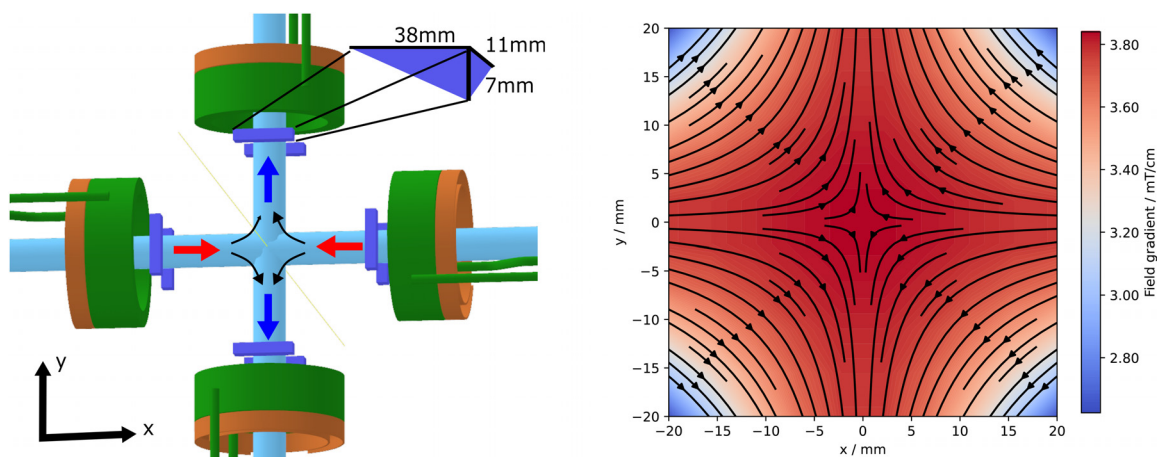 38mm
11mm
7mm
y
x
20
15
10
5
0
−5
−10
−15
−20
y / mm
−20 −15 −10 −5 0 5 10 15 20
x / mm
3.80
3.60
3.40
3.20
3.00
2.80
Field gradient / mT/cm